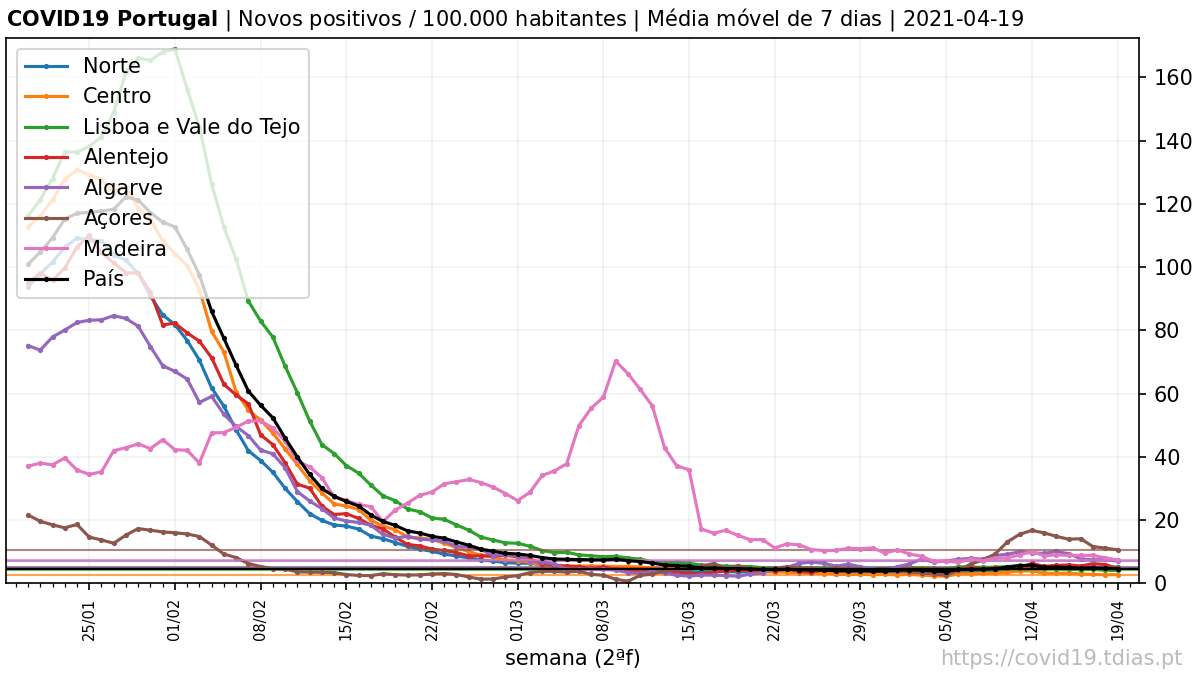 COVID19 Portugal | Novos positivos / 100.000 habitantes | Média móvel de 7 dias | 2021-04-19
Norte
Centro
Lisboa e Vale do Tejo
Alentejo
Algarve
Açores
Madeira
País
160
140
120
100
80
60
40
20
0
25/01
01/02
08/02
15/02
22/02
01/03
08/03
15/03
22/03
29/03
05/04
12/04
19/04
semana (2ªf)
https://covid19.tdias.pt